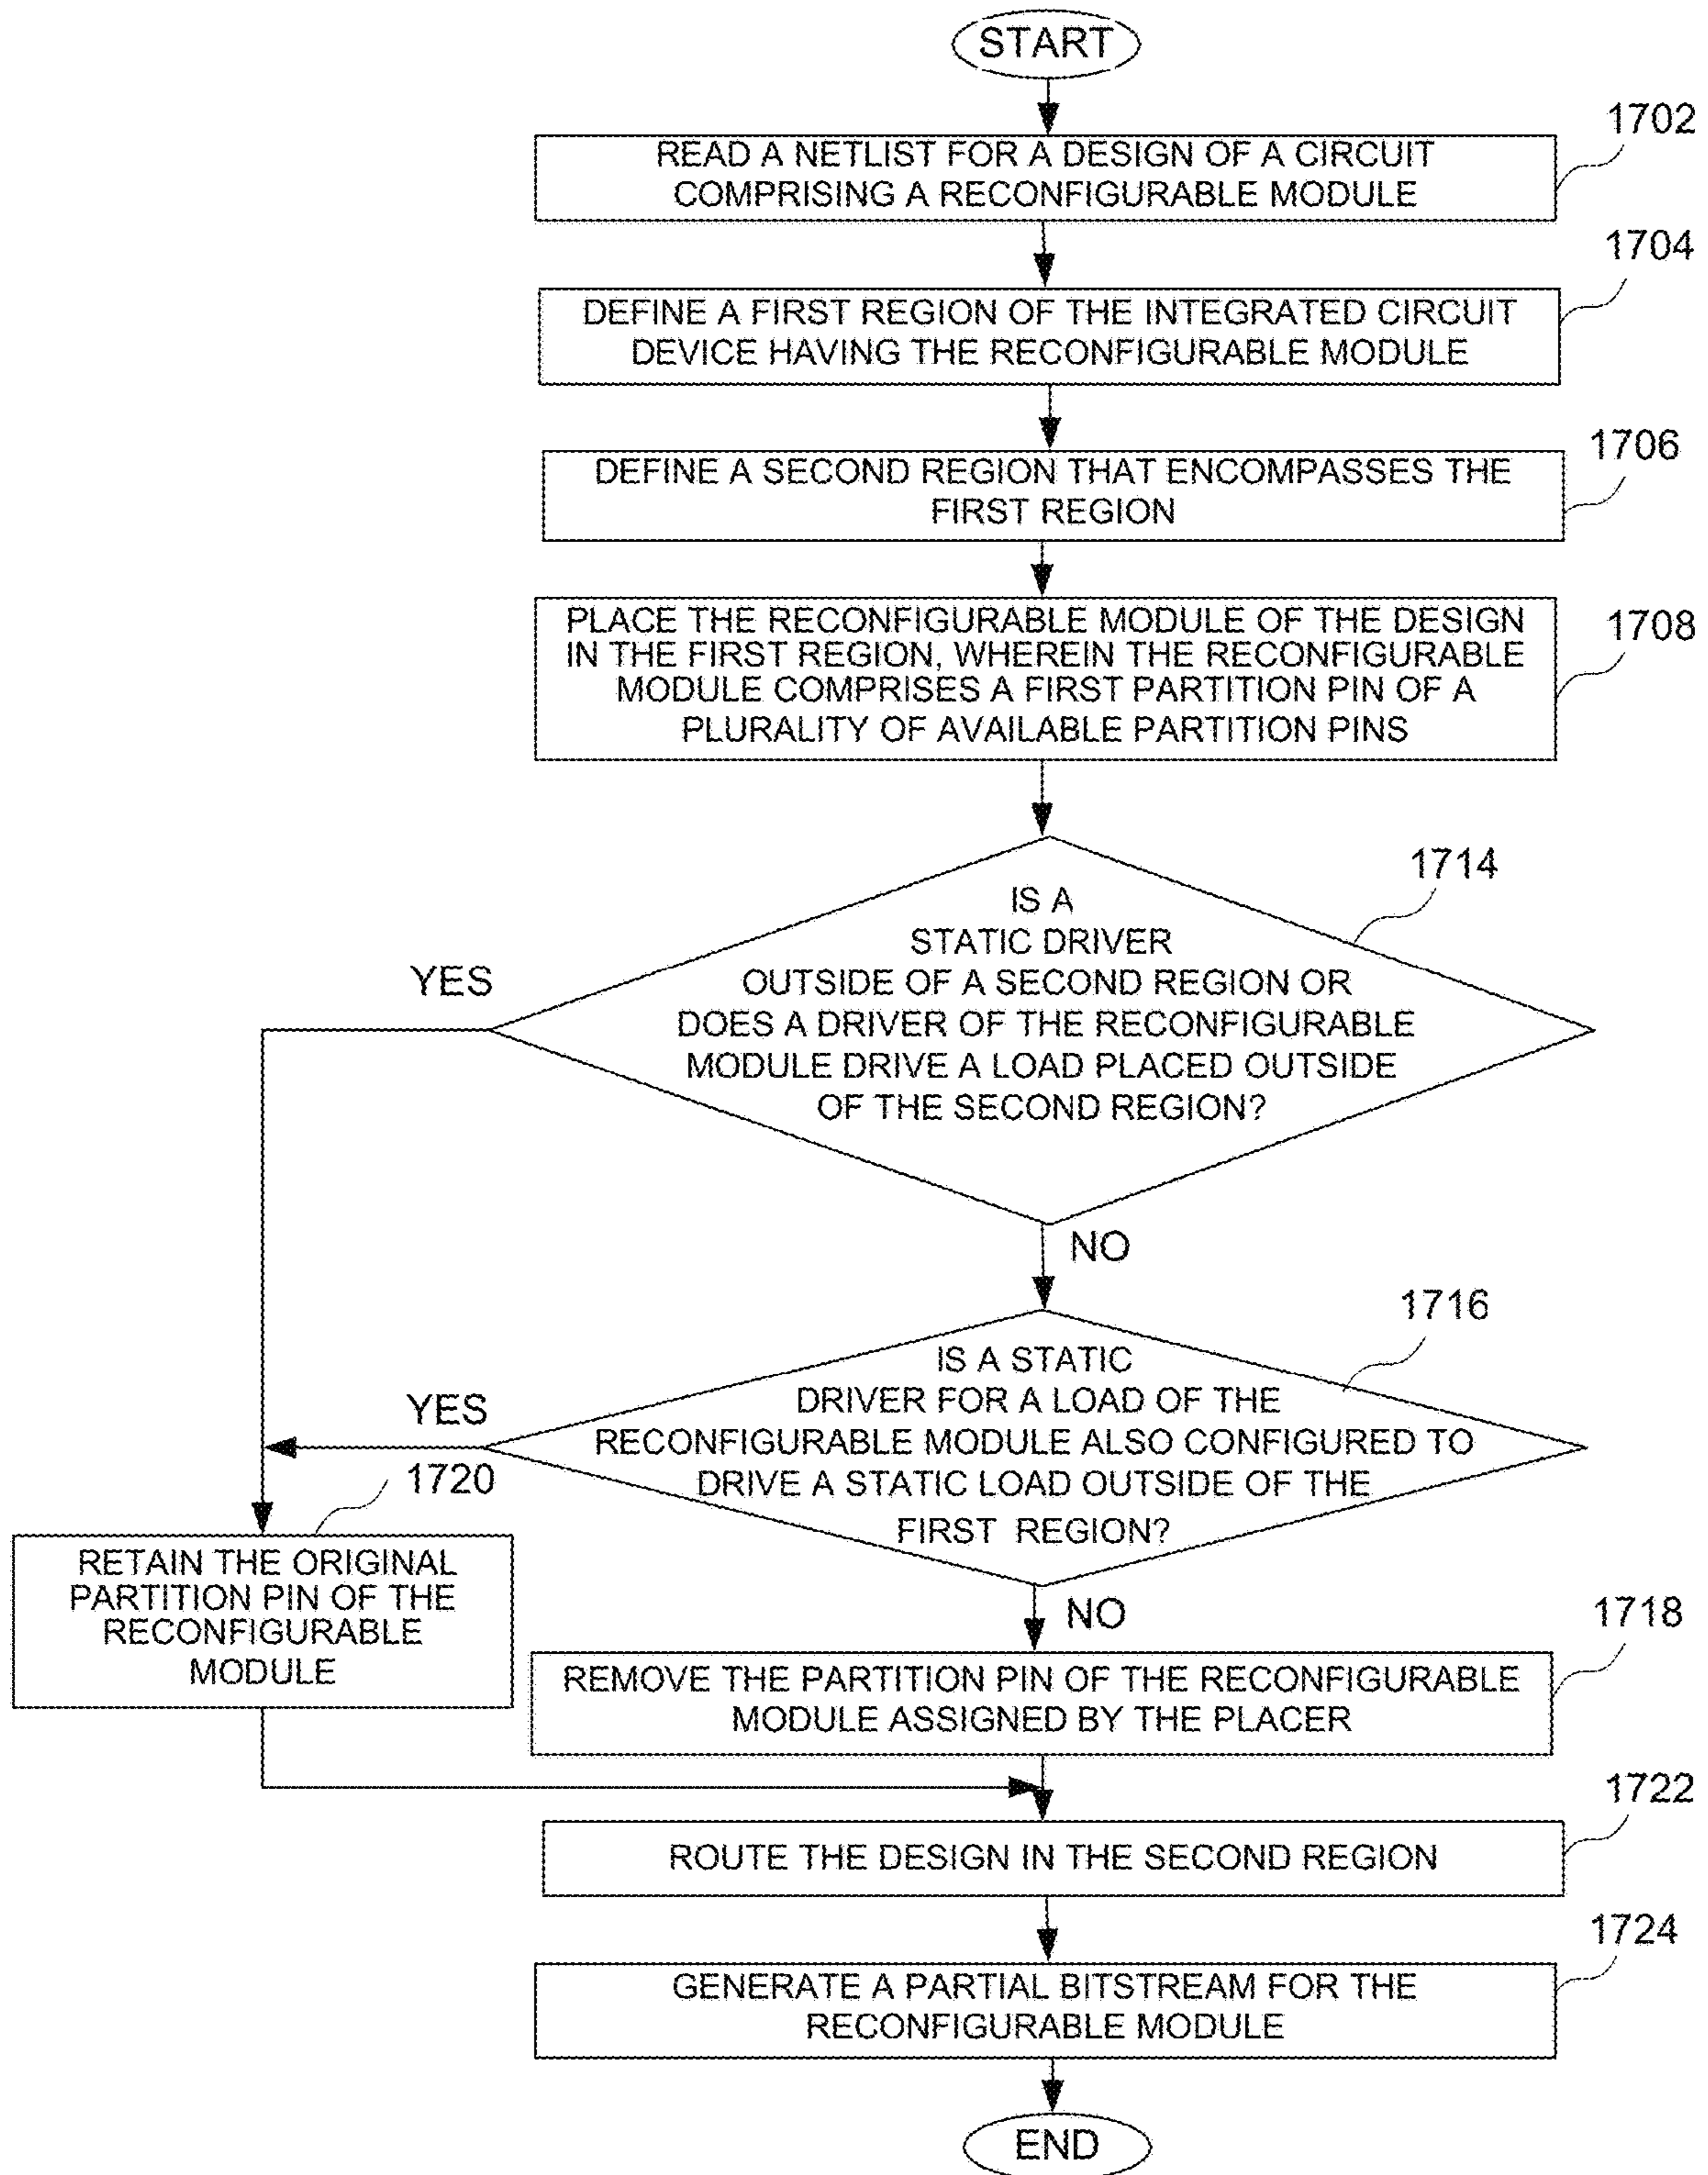 START
1702
READ A NETLIST FOR A DESIGN OF A CIRCUIT
COMPRISING A RECONFIGURABLE MODULE
1704
DEFINE A FIRST REGION OF THE INTEGRATED CIRCUIT
DEVICE HAVING THE RECONFIGURABLE MODULE
1706
DEFINE A SECOND REGION THAT ENCOMPASSES THE
FIRST REGION
1708
PLACE THE RECONFIGURABLE MODULE OF THE DESIGN
IN THE FIRST REGION, WHEREIN THE RECONFIGURABLE
MODULE COMPRISES A FIRST PARTITION PIN OF A
PLURALITY OF AVAILABLE PARTITION PINS
1714
IS A
STATIC DRIVER
OUTSIDE OF A SECOND REGION OR
DOES A DRIVER OF THE RECONFIGURABLE
MODULE DRIVE A LOAD PLACED OUTSIDE
OF THE SECOND REGION?
YES
NO
1716
IS A STATIC
DRIVER FOR A LOAD OF THE
RECONFIGURABLE MODULE ALSO CONFIGURED TO
DRIVE A STATIC LOAD OUTSIDE OF THE
FIRST REGION?
YES
NO
1720
RETAIN THE ORIGINAL
PARTITION PIN OF THE
RECONFIGURABLE
MODULE
1718
REMOVE THE PARTITION PIN OF THE RECONFIGURABLE
MODULE ASSIGNED BY THE PLACER
1722
ROUTE THE DESIGN IN THE SECOND REGION
1724
GENERATE A PARTIAL BITSTREAM FOR THE
RECONFIGURABLE MODULE
END